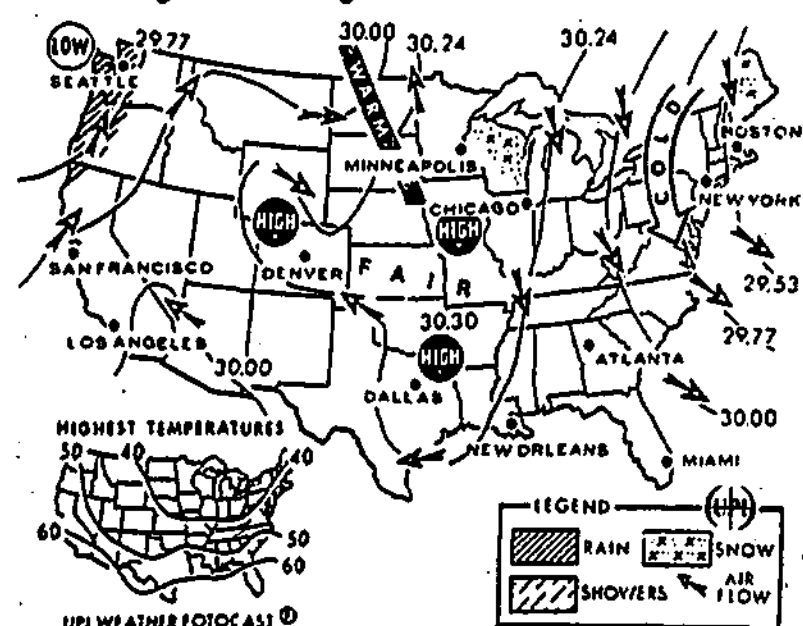 LOW
29.77
30.00
30.24
30.24
SEATTLE
WARM
COLD
BOSTON
MINNEAPOLIS
NEW YORK
CHICAGO
HIGH
HIGH
SAN FRANCISCO
DENVER
FAIR
29.53
30.30
29.77
LOS ANGELES
HIGH
ATLANTA
30.00
DALLAS
30.00
HIGHEST TEMPERATURES
NEW ORLEANS
MIAMI
50
40
40
60
50
60
LEGEND
UPI
RAIN
SNOW
SHOWERS
AIR FLOW
UPI WEATHER FOTOCAST